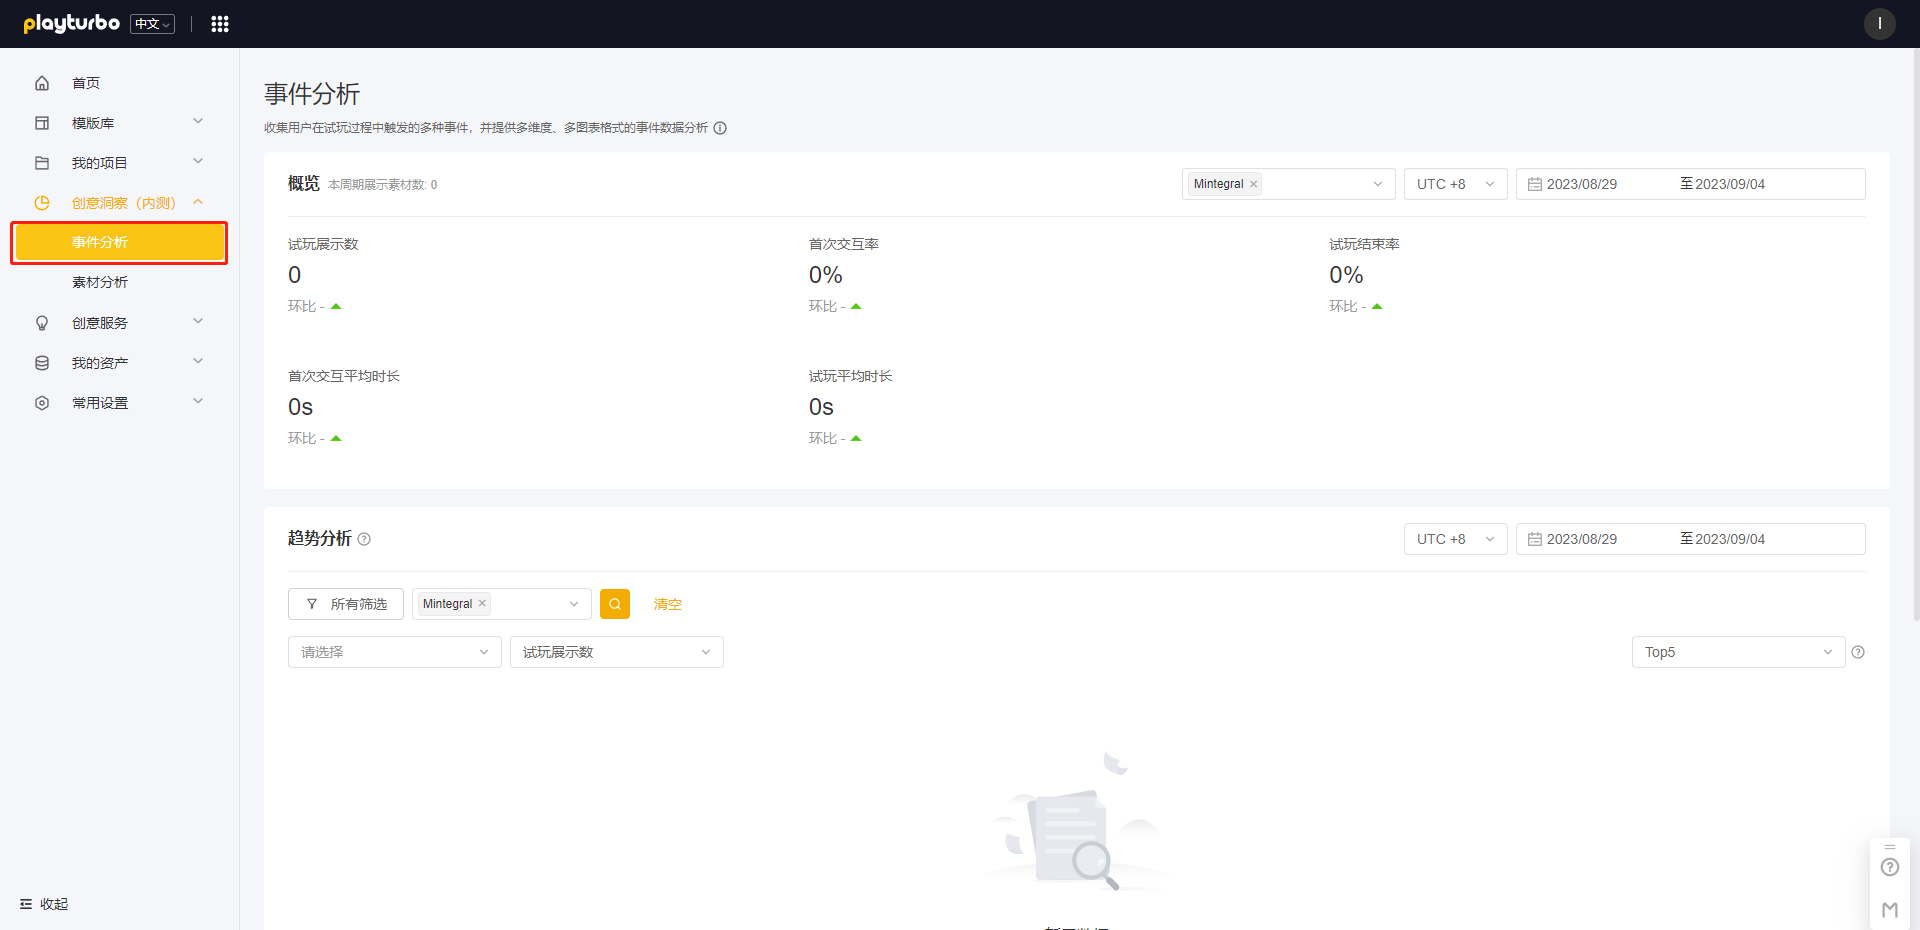 playturbo 中文
I
首页
模版库
我的项目
创意洞察（内测）
事件分析
素材分析
创意服务
我的资产
常用设置
收起
事件分析
收集用户在试玩过程中触发的多种事件，并提供多维度、多图表格式的事件数据分析
概览 本周期展示素材数: 0
Mintegral
UTC +8
2023/08/29 至 2023/09/04
试玩展示数
0
环比 -
首次交互率
0%
环比 -
试玩结束率
0%
环比 -
首次交互平均时长
0s
环比 -
试玩平均时长
0s
环比 -
趋势分析
UTC +8
2023/08/29 至 2023/09/04
所有筛选
Mintegral
清空
请选择
试玩展示数
Top5